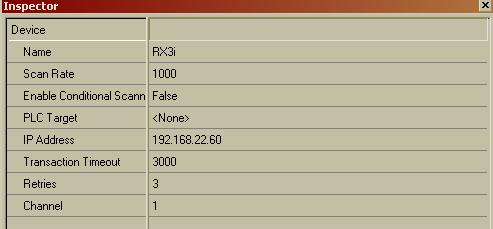 Inspector
Device
Name RX3i
Scan Rate 1000
Enable Conditional Scann False
PLC Target <None>
IP Address 192.168.22.60
Transaction Timeout 3000
Retries 3
Channel 1